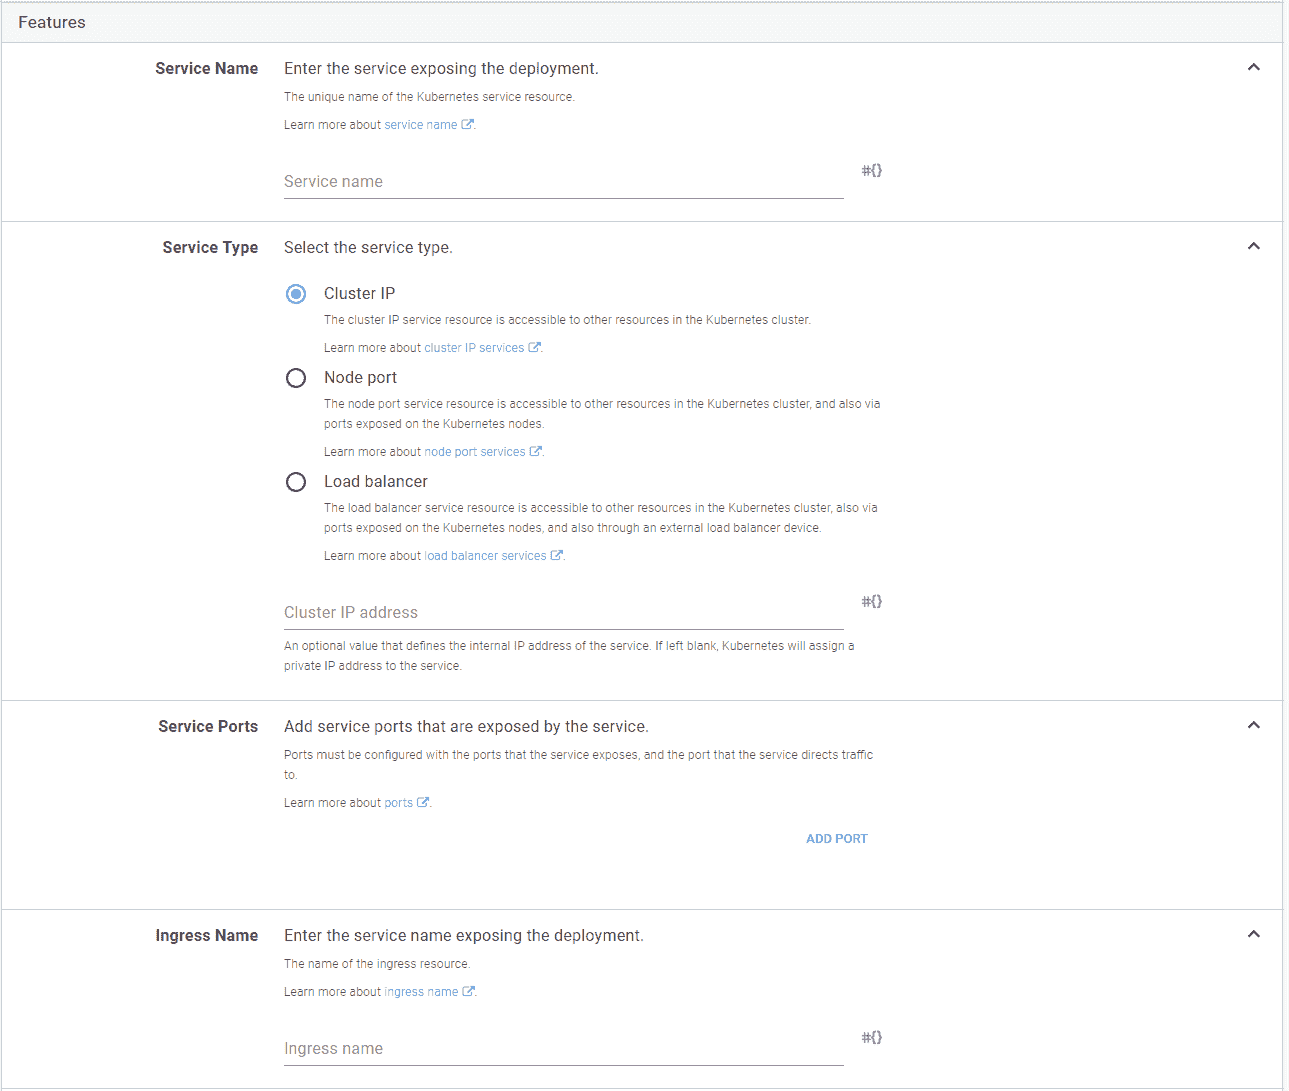 Features
Service Name Enter the service exposing the deployment.
The unique name of the Kubernetes service resource.
Learn more about service name.
#{}
Service name
Service Type Select the service type.
Cluster IP
The cluster IP service resource is accessible to other resources in the Kubernetes cluster.
Learn more about cluster IP services.
Node port
The node port service resource is accessible to other resources in the Kubernetes cluster, and also via
ports exposed on the Kubernetes nodes.
Learn more about node port services.
Load balancer
The load balancer service resource is accessible to other resources in the Kubernetes cluster, also via
ports exposed on the Kubernetes nodes, and also through an external load balancer device.
Learn more about load balancer services.
#{}
Cluster IP address
An optional value that defines the internal IP address of the service. If left blank, Kubernetes will assign a
private IP address to the service.
Service Ports Add service ports that are exposed by the service.
Ports must be configured with the ports that the service exposes, and the port that the service directs traffic
to.
Learn more about ports.
ADD PORT
Ingress Name Enter the service name exposing the deployment.
The name of the ingress resource.
Learn more about ingress name.
#{}
Ingress name